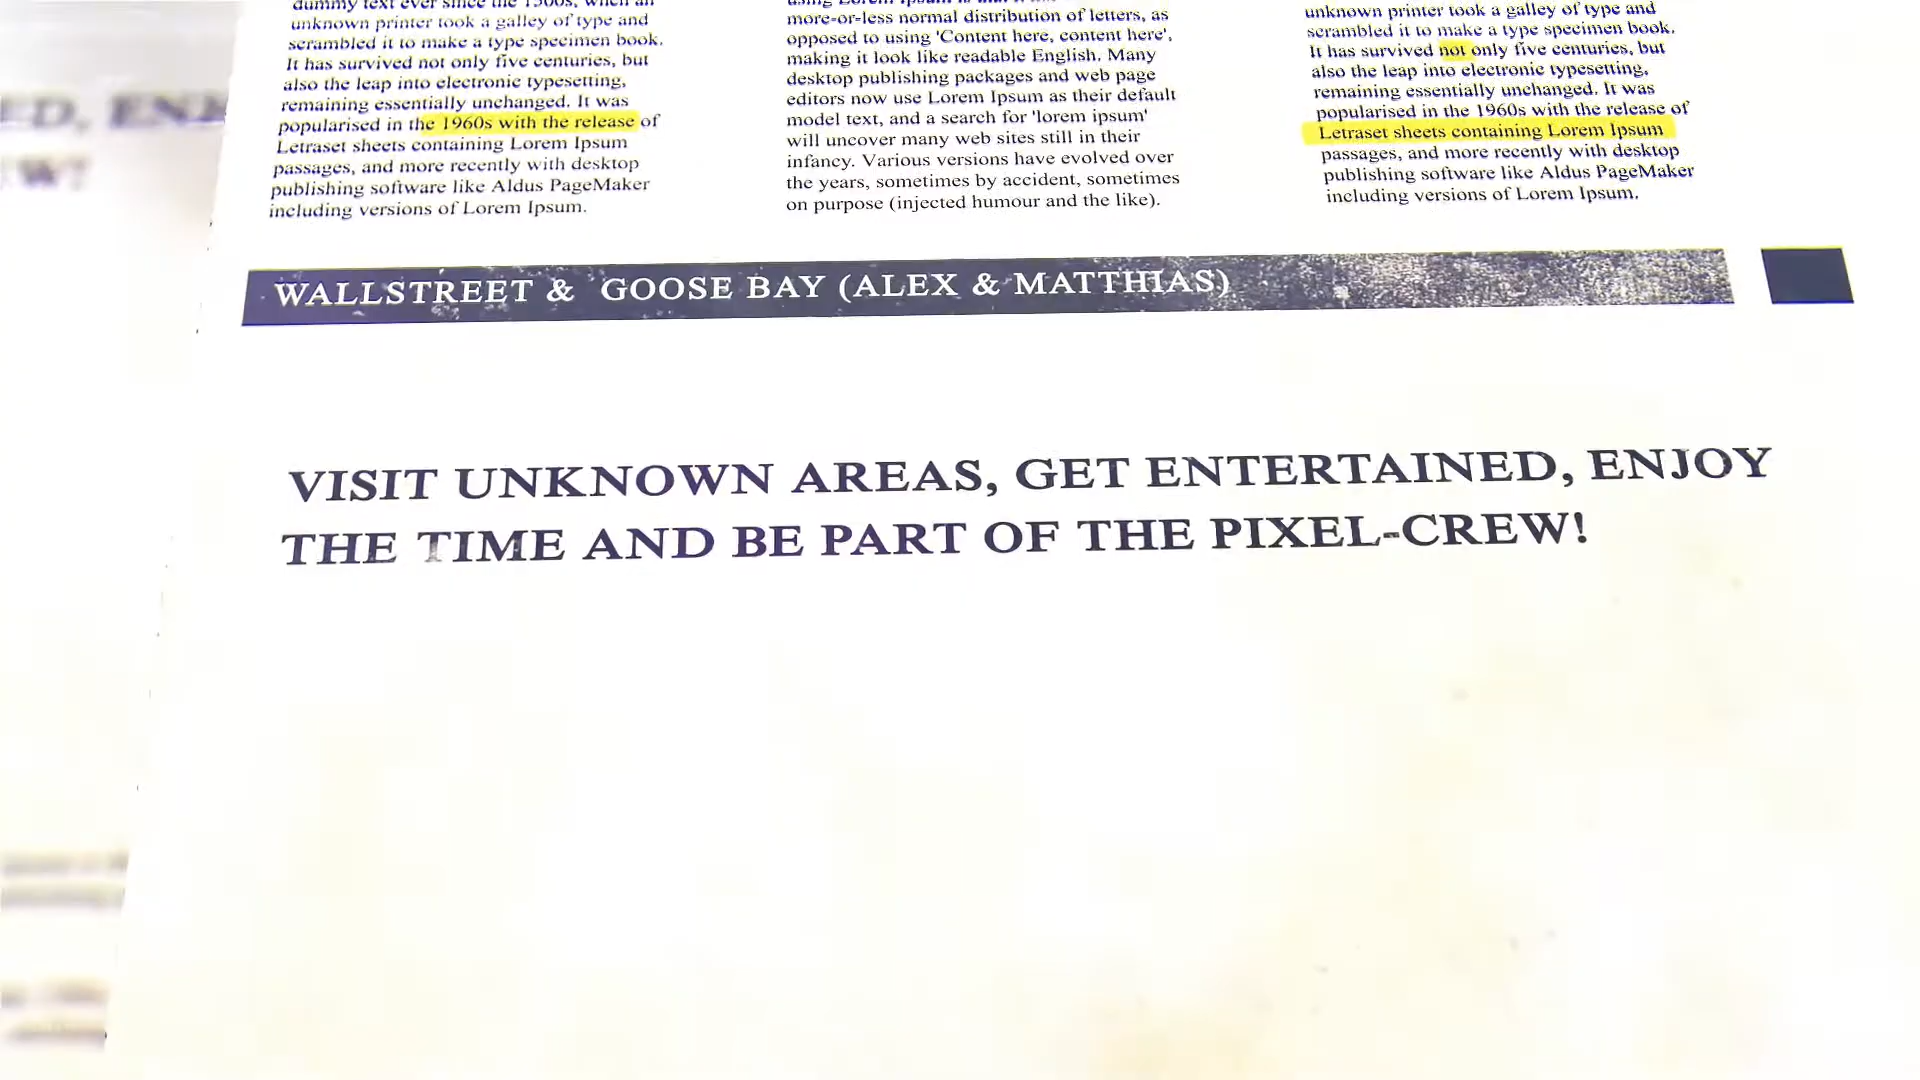 dummy text ever since the 1500s, when an
unknown printer took a galley of type and
scrambled it to make a type specimen book.
It has survived not only five centuries, but
also the leap into electronic typesetting,
remaining essentially unchanged. It was
popularised in the 1960s with the release of
Letraset sheets containing Lorem Ipsum
passages, and more recently with desktop
publishing software like Aldus PageMaker
including versions of Lorem Ipsum.
using Lorem Ipsum is that it
more-or-less normal distribution of letters, as
opposed to using 'Content here, content here',
making it look like readable English. Many
desktop publishing packages and web page
editors now use Lorem Ipsum as their default
model text, and a search for 'lorem ipsum'
will uncover many web sites still in their
infancy. Various versions have evolved over
the years, sometimes by accident, sometimes
on purpose (injected humour and the like).
unknown printer took a galley of type and
scrambled it to make a type specimen book.
It has survived not only five centuries, but
also the leap into electronic typesetting,
remaining essentially unchanged. It was
popularised in the 1960s with the release of
Letraset sheets containing Lorem Ipsum
passages, and more recently with desktop
publishing software like Aldus PageMaker
including versions of Lorem Ipsum.
WALLSTREET & GOOSE BAY (ALEX & MATTHIAS)
VISIT UNKNOWN AREAS, GET ENTERTAINED, ENJOY
THE TIME AND BE PART OF THE PIXEL-CREW!
ED, ENJ
W!